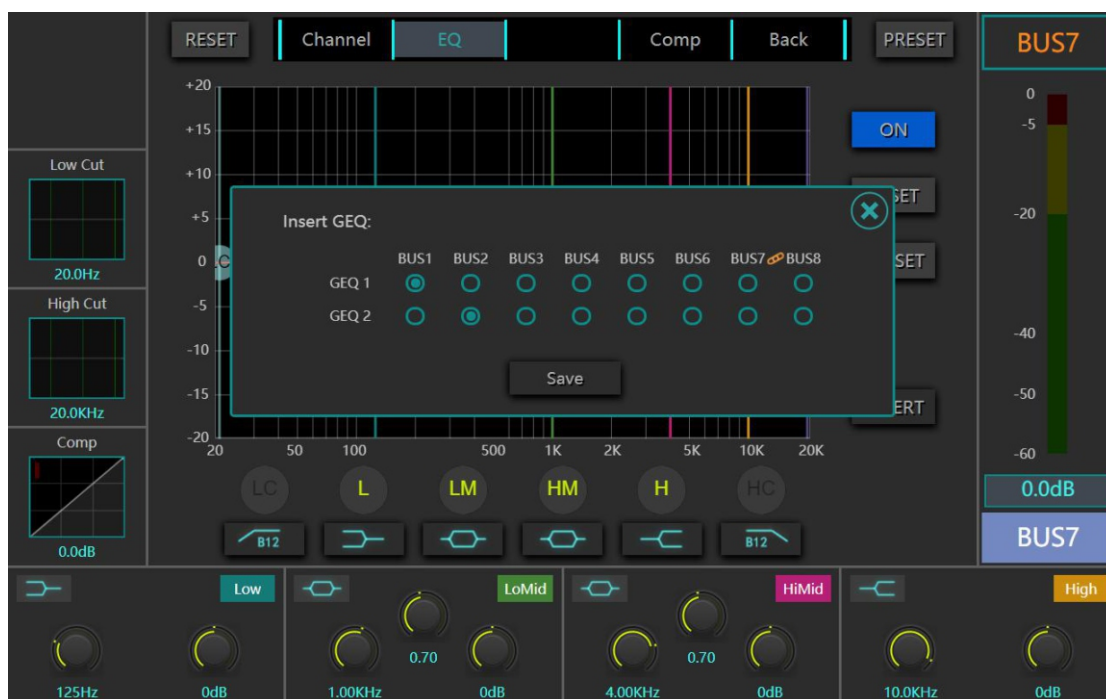 RESET Channel EQ Comp Back PRESET BUS7
+20
+15
+10
+5
0
-5
-10
-15
-20
20 50 100 500 1K 2K 5K 10K 20K
Low Cut
20.0Hz
High Cut
20.0KHz
Comp
0.0dB
ON
SET
SET
ERT
Insert GEQ:
BUS1 BUS2 BUS3 BUS4 BUS5 BUS6 BUS7 BUS8
GEQ 1
GEQ 2
Save
0
-5
-20
-40
-50
-60
0.0dB
BUS7
LC L LM HM H HC
B12 B12
Low LoMid HiMid High
0.70 0.70
125Hz 0dB 1.00KHz 0dB 4.00KHz 0dB 10.0KHz 0dB